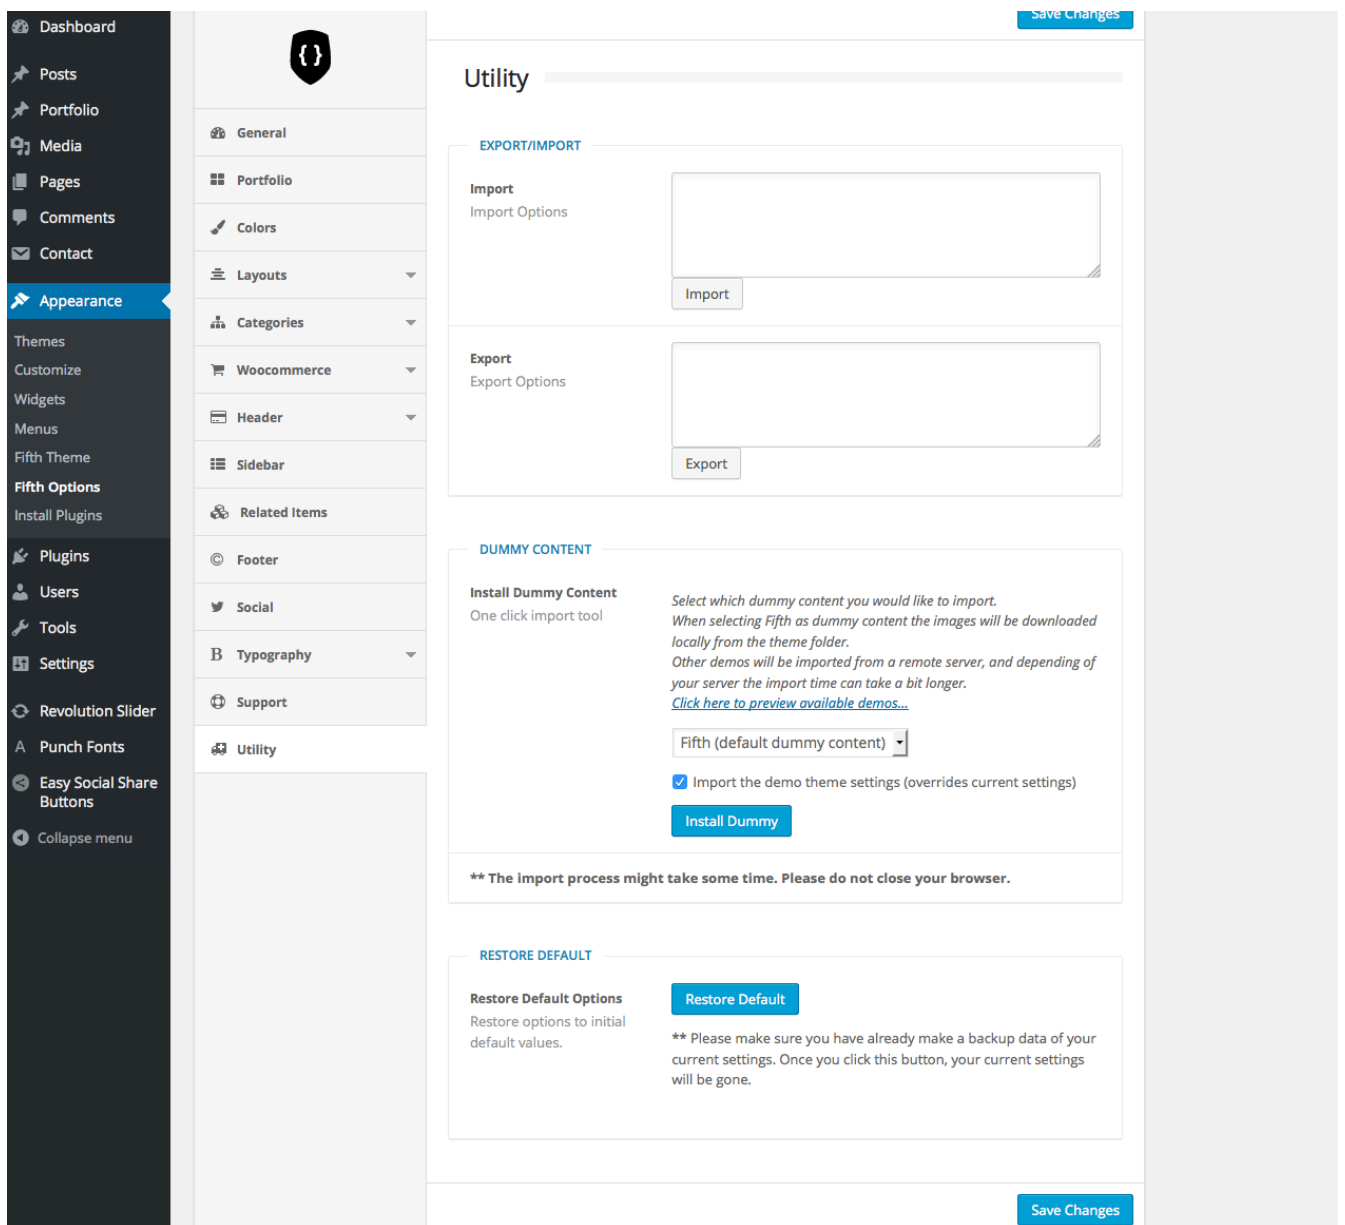 Dashboard
Posts
Portfolio
Media
Pages
Comments
Contact
Appearance
Themes
Customize
Widgets
Menus
Fifth Theme
Fifth Options
Install Plugins
Plugins
Users
Tools
Settings
Revolution Slider
A Punch Fonts
Easy Social Share
Buttons
Collapse menu
{ }
General
Portfolio
Colors
Layouts
Categories
Woocommerce
Header
Sidebar
Related Items
© Footer
Social
B Typography
Support
Utility
Save Changes
Utility
EXPORT/IMPORT
Import
Import Options
Import
Export
Export Options
Export
DUMMY CONTENT
Install Dummy Content
One click import tool
Select which dummy content you would like to import.
When selecting Fifth as dummy content the images will be downloaded
locally from the theme folder.
Other demos will be imported from a remote server, and depending of
your server the import time can take a bit longer.
Click here to preview available demos...
Fifth (default dummy content)
Import the demo theme settings (overrides current settings)
Install Dummy
** The import process might take some time. Please do not close your browser.
RESTORE DEFAULT
Restore Default Options
Restore options to initial
default values.
Restore Default
** Please make sure you have already make a backup data of your
current settings. Once you click this button, your current settings
will be gone.
Save Changes